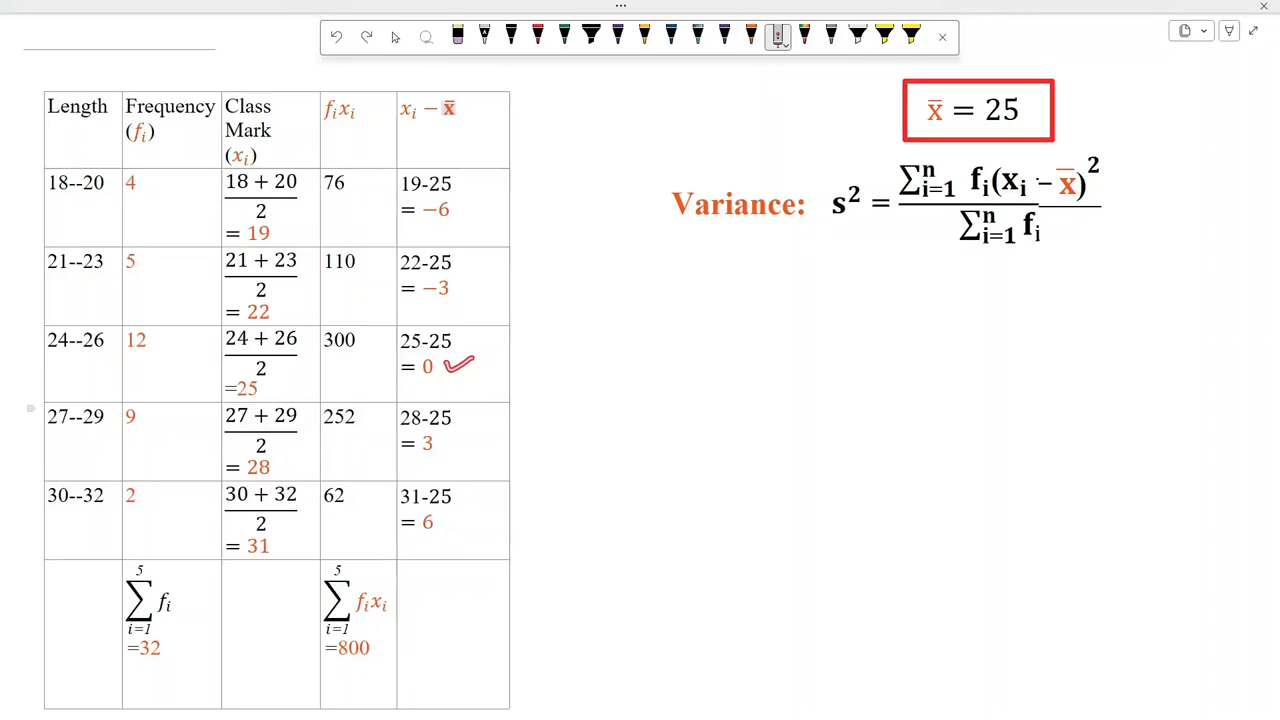 x̅ = 25
Variance: s² = ∑ⁿᵢ₌₁ fᵢ(xᵢ − x̅)² / ∑ⁿᵢ₌₁ fᵢ
Length Frequency (fᵢ) Class Mark (xᵢ) fᵢxᵢ xᵢ − x̅
18--20 4 18 + 20 / 2 = 19 76 19-25 = −6
21--23 5 21 + 23 / 2 = 22 110 22-25 = −3
24--26 12 24 + 26 / 2 =25 300 25-25 = 0
27--29 9 27 + 29 / 2 = 28 252 28-25 = 3
30--32 2 30 + 32 / 2 = 31 62 31-25 = 6
5 ∑ i=1 fᵢ =32 5 ∑ i=1 fᵢxᵢ =800